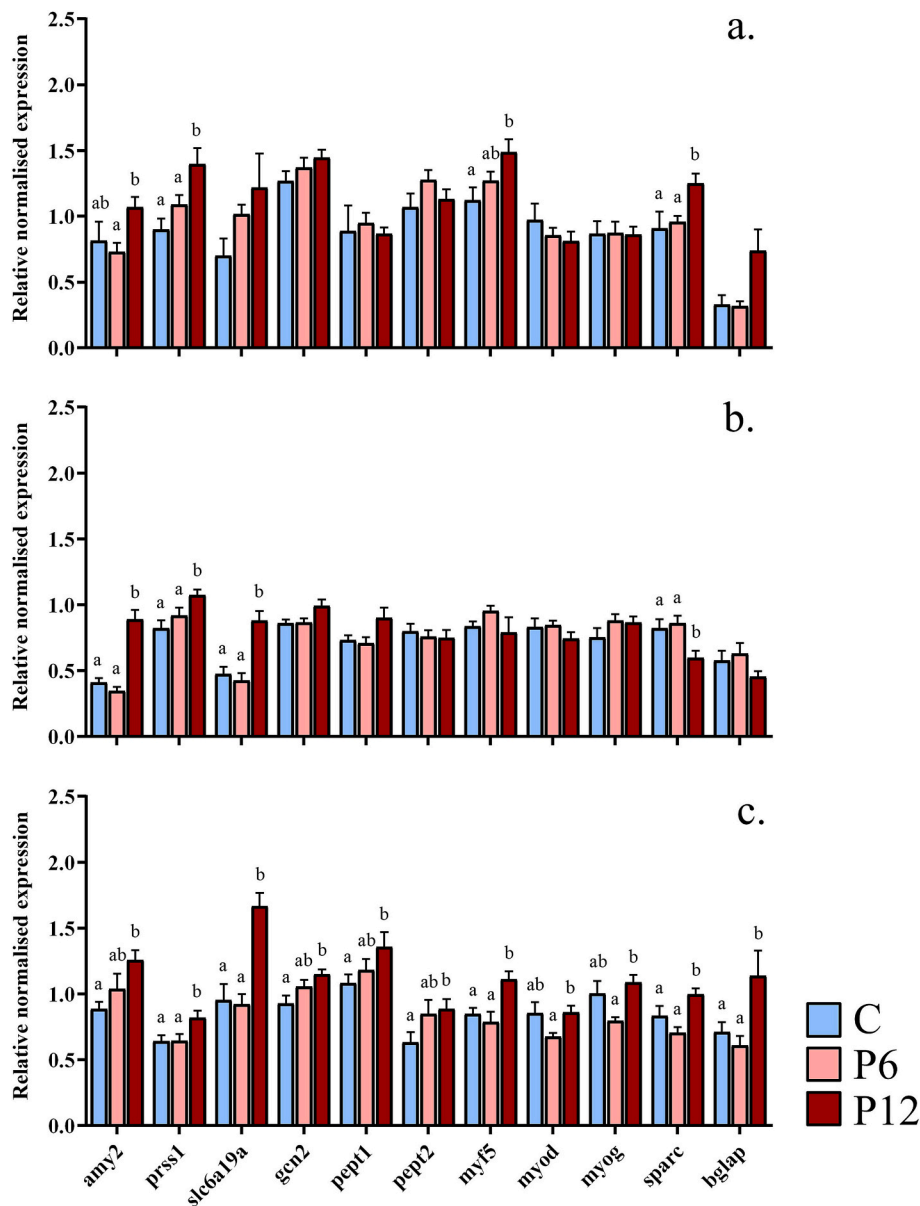 a.
Relative normalised expression
2.5
2.0
1.5
1.0
0.5
0.0
ab a b
a a b
a ab b
a a b
b.
Relative normalised expression
2.5
2.0
1.5
1.0
0.5
0.0
a a b
a a b
a a b
a a b
c.
Relative normalised expression
2.5
2.0
1.5
1.0
0.5
0.0
a ab b
a a b
a a b
a ab b
a ab b
a ab b
a a b
ab a b
ab a b
a a b
a a b
amy2 prss1 slc6a19a gcn2 pept1 pept2 myf5 myod myog sparc bglap
C
P6
P12